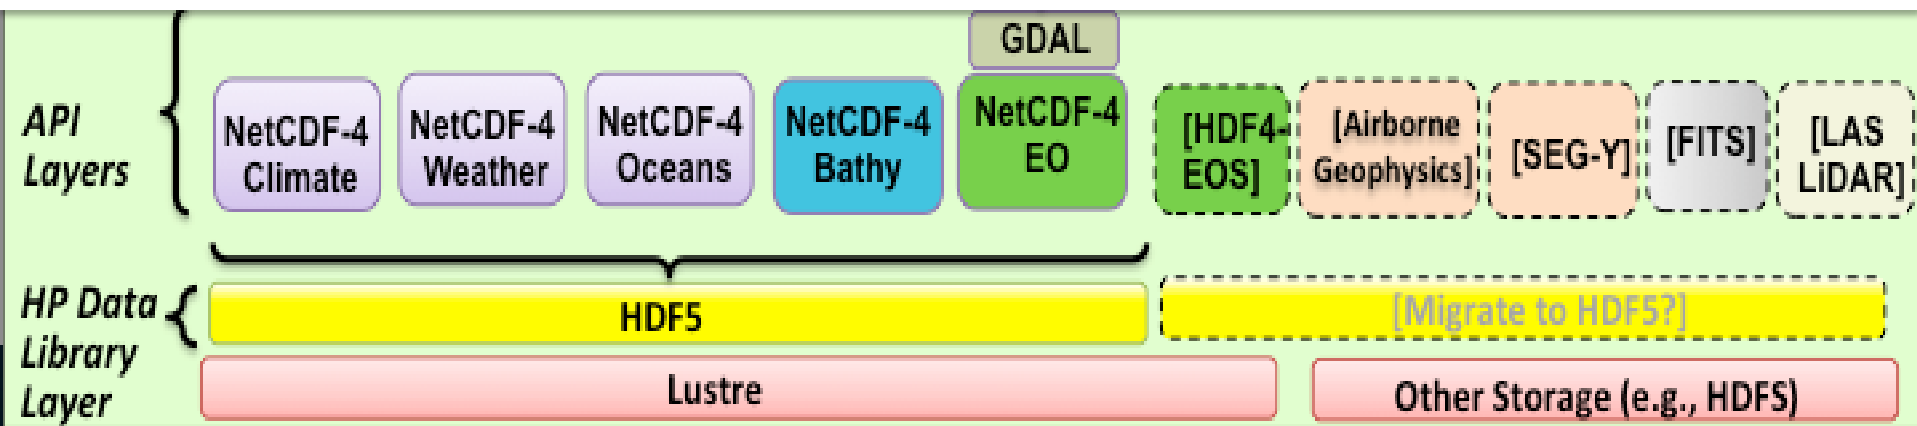 GDAL
API
Layers
NetCDF-4
Climate
NetCDF-4
Weather
NetCDF-4
Oceans
NetCDF-4
Bathy
NetCDF-4
EO
[HDF4-
EOS]
[Airborne
Geophysics]
[SEG-Y]
[FITS]
[LAS
LiDAR]
HP Data
Library
Layer
HDF5
[Migrate to HDF5?]
Lustre
Other Storage (e.g., HDFS)